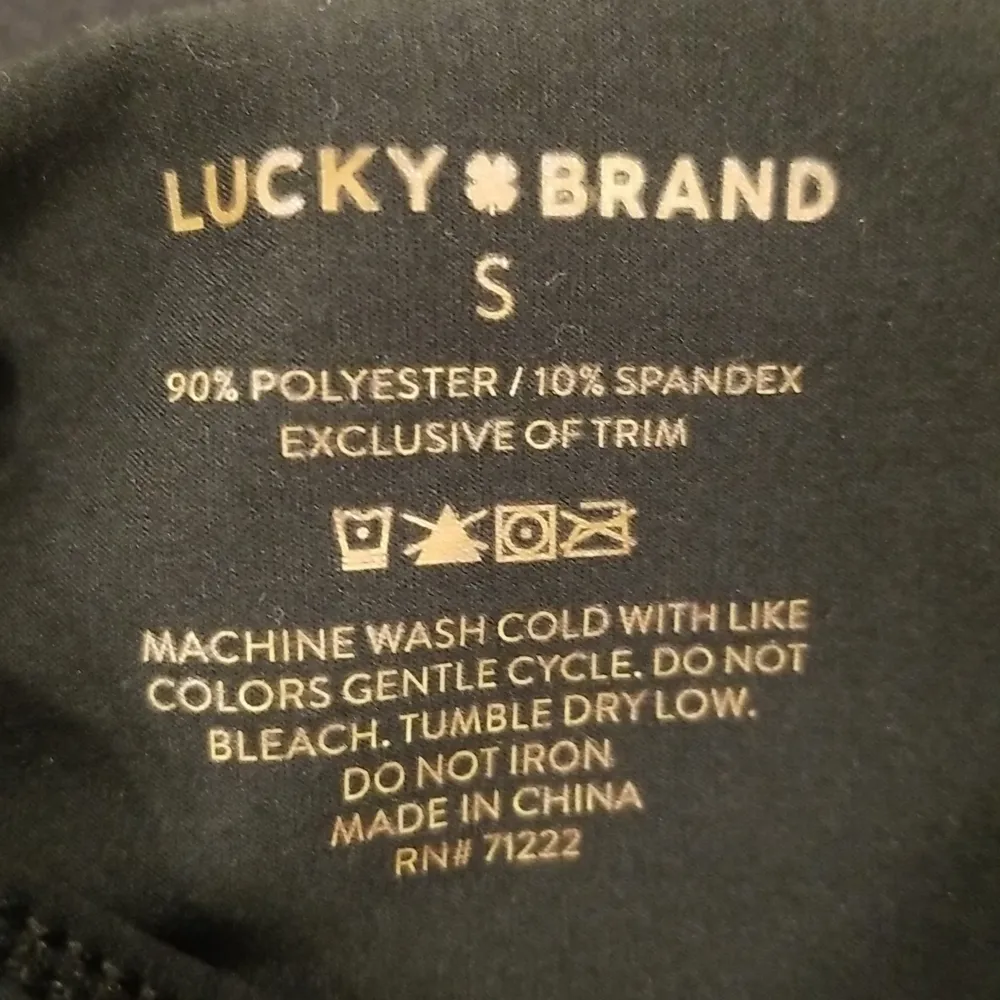 LUCKY BRAND
S
90% POLYESTER / 10% SPANDEX
EXCLUSIVE OF TRIM
MACHINE WASH COLD WITH LIKE
COLORS GENTLE CYCLE. DO NOT
BLEACH. TUMBLE DRY LOW.
DO NOT IRON
MADE IN CHINA
RN# 71222